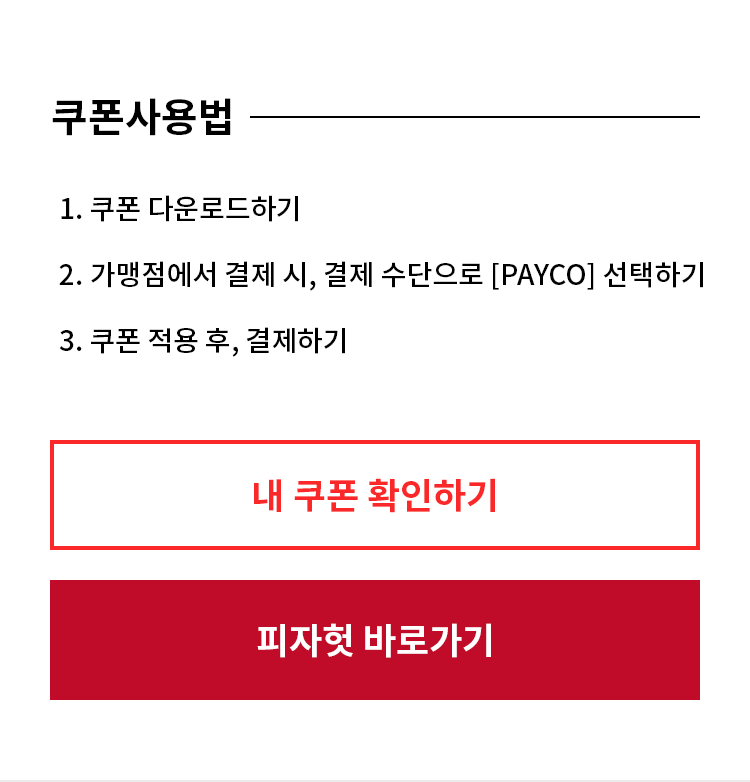 쿠폰사용법
1. 쿠폰 다운로드하기
2. 가맹점에서 결제 시, 결제 수단으로 [PAYCO] 선택하기
3. 쿠폰 적용 후, 결제하기
내 쿠폰 확인하기
피자헛 바로가기